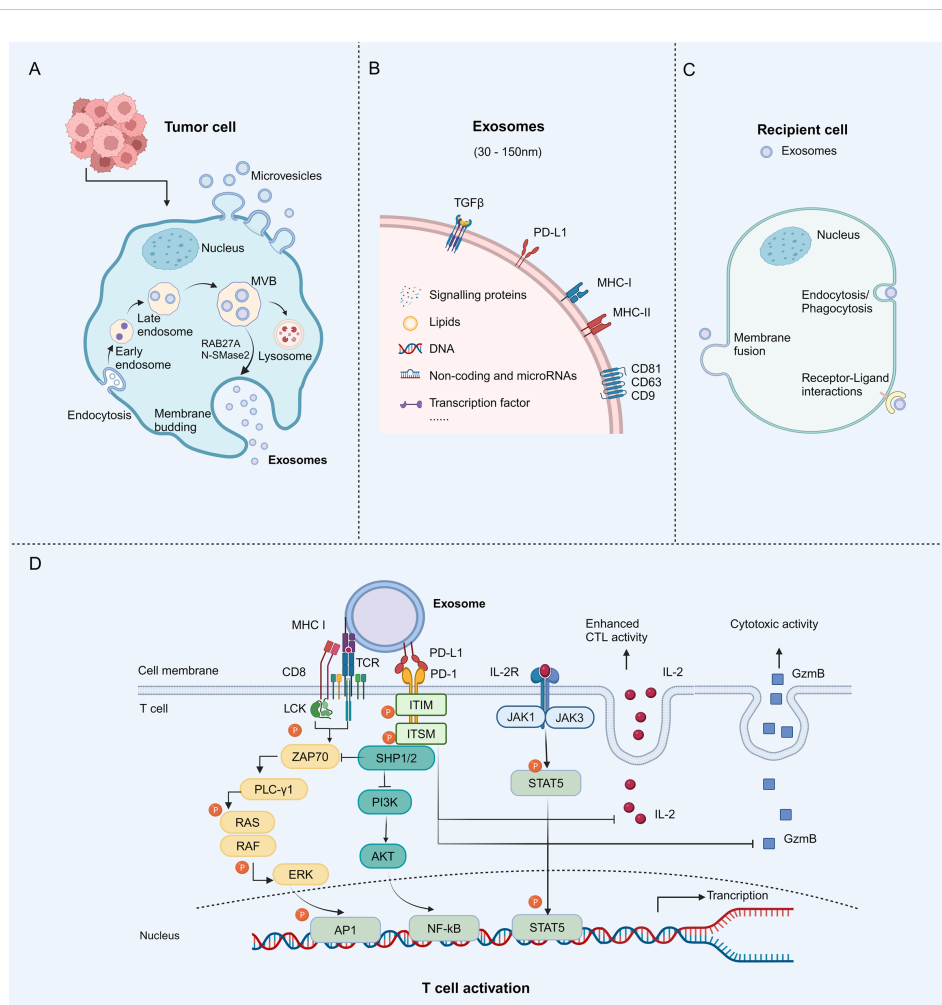 A
Tumor cell
Microvesicles
Nucleus
MVB
Late
endosome
Early
endosome
RAB27A
N-SMase2
Lysosome
Endocytosis
Membrane
budding
Exosomes
B
Exosomes
(30 - 150nm)
TGFβ
PD-L1
MHC-I
MHC-II
CD81
CD63
CD9
Signalling proteins
Lipids
DNA
Non-coding and microRNAs
Transcription factor
......
C
Recipient cell
Exosomes
Nucleus
Endocytosis/
Phagocytosis
Membrane
fusion
Receptor-Ligand
interactions
D
Exosome
MHC I
TCR
CD8
PD-L1
PD-1
Cell membrane
T cell
LCK
P
ITIM
P
ITSM
P
ZAP70
SHP1/2
PLC-γ1
PI3K
P
RAS
RAF
P
AKT
ERK
IL-2R
JAK1
JAK3
P
STAT5
Enhanced
CTL activity
IL-2
IL-2
Cytotoxic activity
GzmB
GzmB
Nucleus
P
AP1
NF-kB
P
STAT5
Trancription
T cell activation